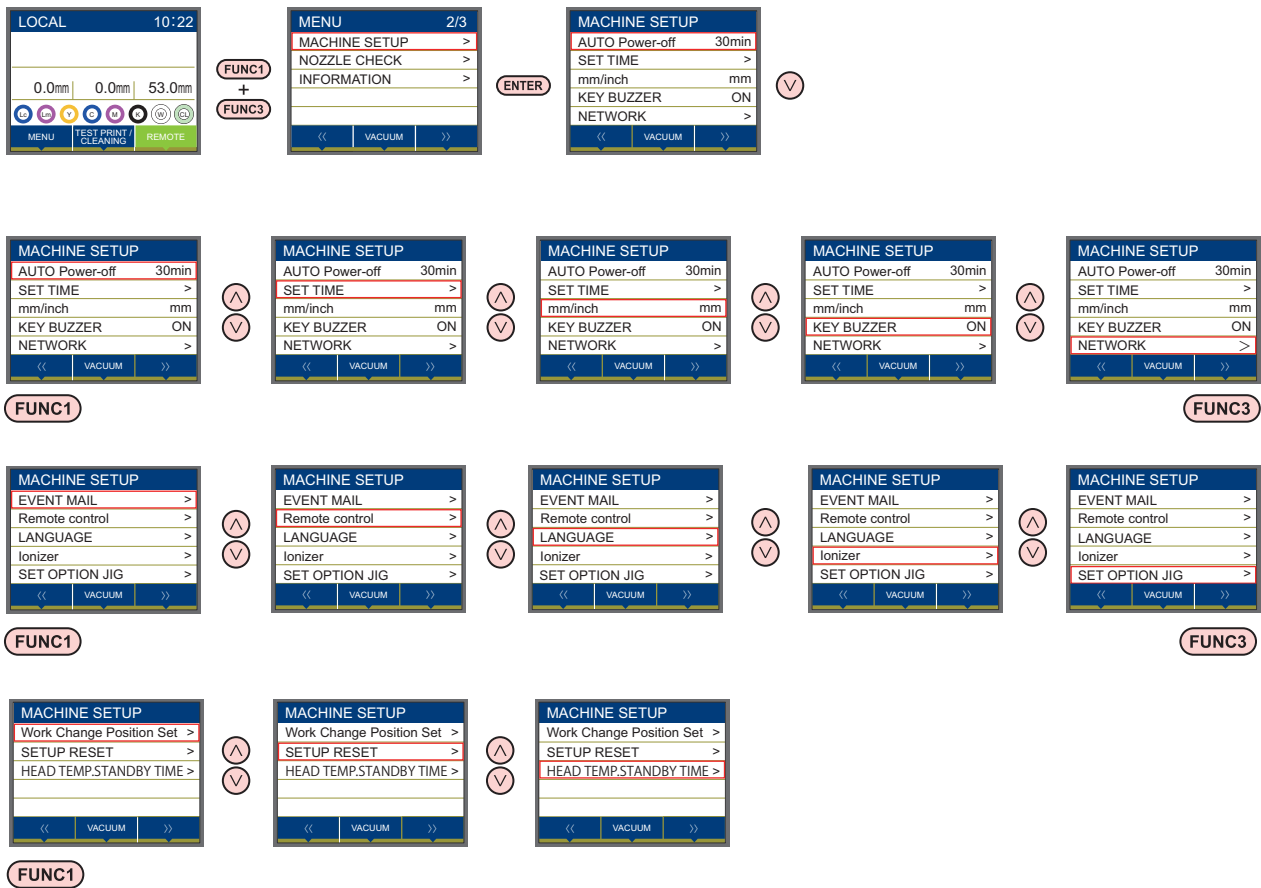 LOCAL 10:22
0.0mm 0.0mm 53.0mm
Lc Lm Y C M K W CL
MENU TEST PRINT / CLEANING REMOTE
FUNC1
+
FUNC3
MENU 2/3
MACHINE SETUP >
NOZZLE CHECK >
INFORMATION >
<< VACUUM >>
ENTER
MACHINE SETUP
AUTO Power-off 30min
SET TIME >
mm/inch mm
KEY BUZZER ON
NETWORK >
<< VACUUM >>
MACHINE SETUP
AUTO Power-off 30min
SET TIME >
mm/inch mm
KEY BUZZER ON
NETWORK >
<< VACUUM >>
MACHINE SETUP
AUTO Power-off 30min
SET TIME >
mm/inch mm
KEY BUZZER ON
NETWORK >
<< VACUUM >>
MACHINE SETUP
AUTO Power-off 30min
SET TIME >
mm/inch mm
KEY BUZZER ON
NETWORK >
<< VACUUM >>
MACHINE SETUP
AUTO Power-off 30min
SET TIME >
mm/inch mm
KEY BUZZER ON
NETWORK >
<< VACUUM >>
MACHINE SETUP
AUTO Power-off 30min
SET TIME >
mm/inch mm
KEY BUZZER ON
NETWORK >
<< VACUUM >>
FUNC1
FUNC3
MACHINE SETUP
EVENT MAIL >
Remote control >
LANGUAGE >
Ionizer >
SET OPTION JIG >
<< VACUUM >>
MACHINE SETUP
EVENT MAIL >
Remote control >
LANGUAGE >
Ionizer >
SET OPTION JIG >
<< VACUUM >>
MACHINE SETUP
EVENT MAIL >
Remote control >
LANGUAGE >
Ionizer >
SET OPTION JIG >
<< VACUUM >>
MACHINE SETUP
EVENT MAIL >
Remote control >
LANGUAGE >
Ionizer >
SET OPTION JIG >
<< VACUUM >>
MACHINE SETUP
EVENT MAIL >
Remote control >
LANGUAGE >
Ionizer >
SET OPTION JIG >
<< VACUUM >>
FUNC1
FUNC3
MACHINE SETUP
Work Change Position Set >
SETUP RESET >
HEAD TEMP.STANDBY TIME >
<< VACUUM >>
MACHINE SETUP
Work Change Position Set >
SETUP RESET >
HEAD TEMP.STANDBY TIME >
<< VACUUM >>
MACHINE SETUP
Work Change Position Set >
SETUP RESET >
HEAD TEMP.STANDBY TIME >
<< VACUUM >>
FUNC1